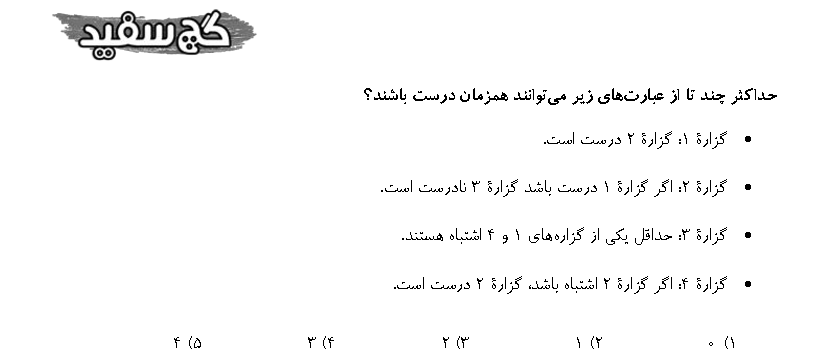 گچ سفید
حداکثر چند تا از عبارت‌های زیر می‌توانند همزمان درست باشند؟
• گزارهٔ ۱: گزارهٔ ۲ درست است.
• گزارهٔ ۲: اگر گزارهٔ ۱ درست باشد گزارهٔ ۳ نادرست است.
• گزارهٔ ۳: حداقل یکی از گزاره‌های ۱ و ۴ اشتباه هستند.
• گزارهٔ ۴: اگر گزارهٔ ۲ اشتباه باشد، گزارهٔ ۲ درست است.
۱) ۰ ۲) ۱ ۳) ۲ ۴) ۳ ۵) ۴